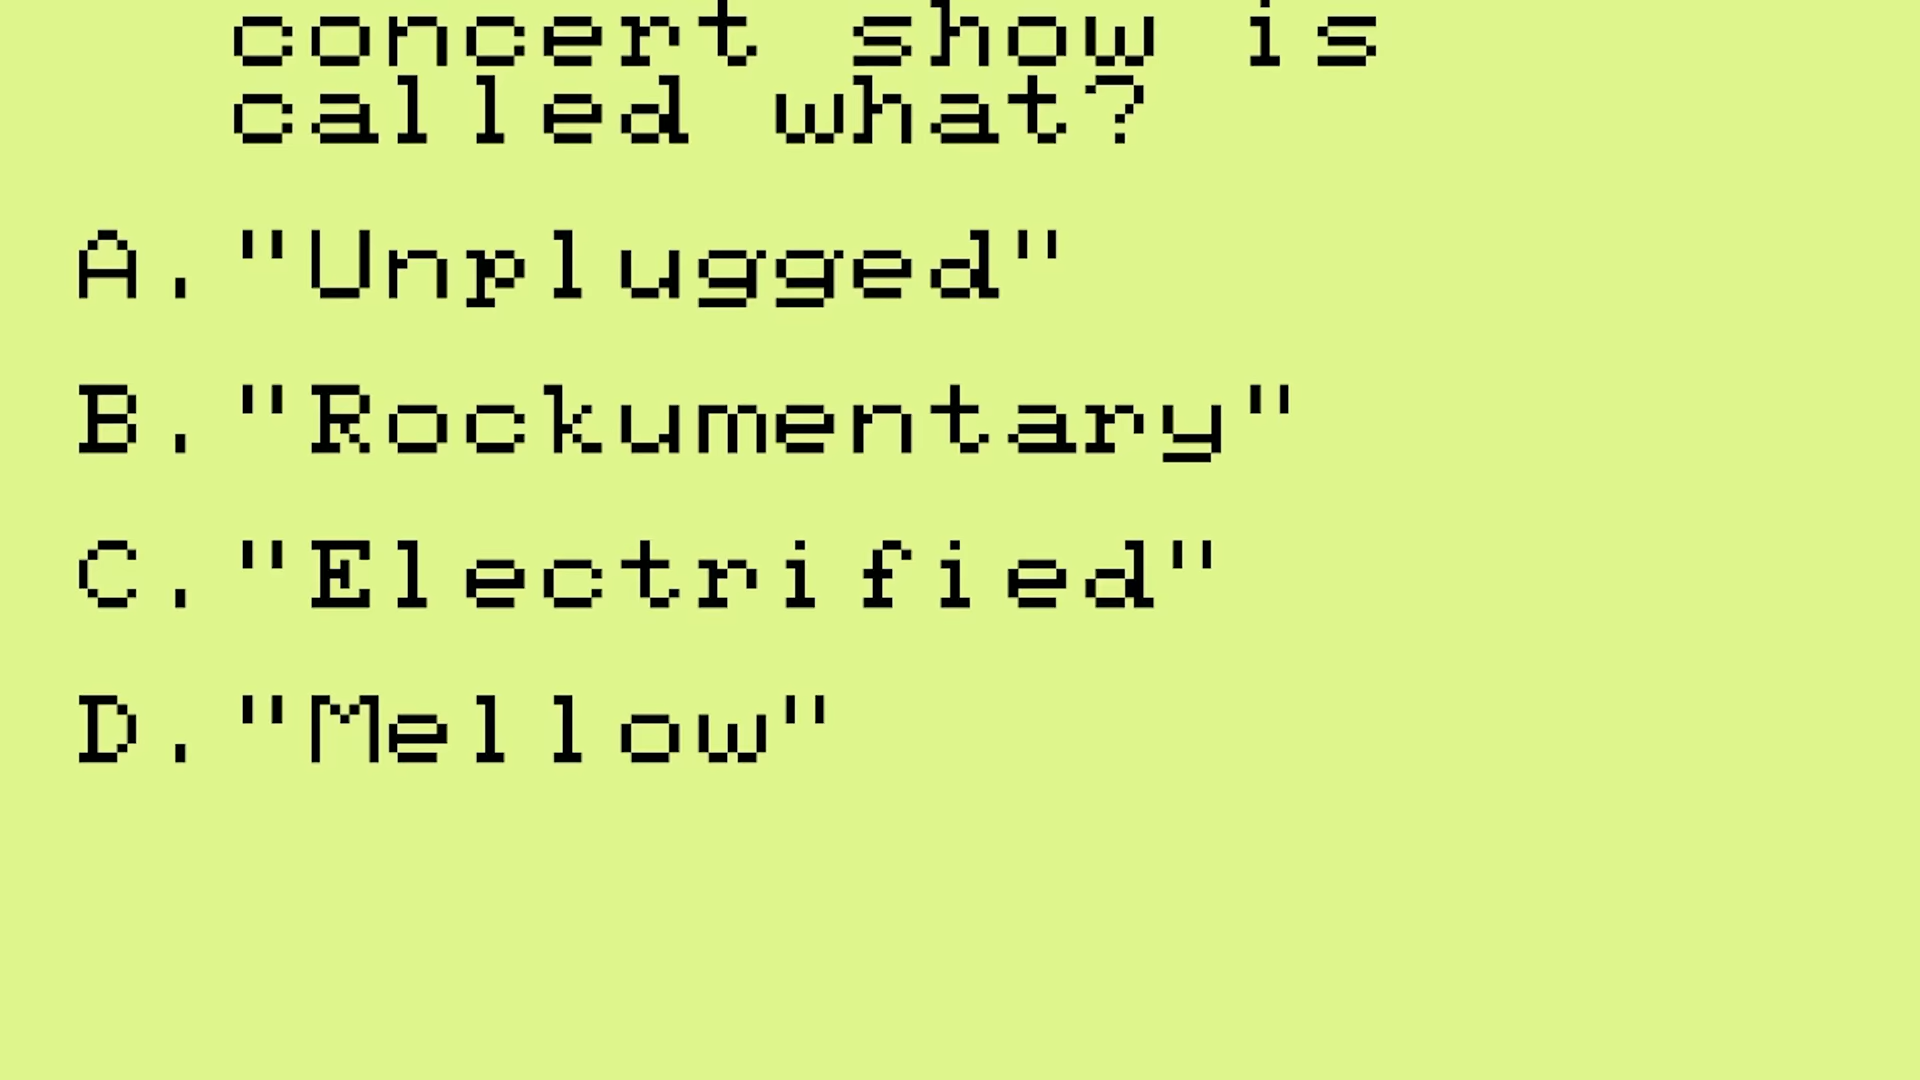 concert show is
called what?
A. "Unplugged"
B. "Rockumentary"
C. "Electrified"
D. "Mellow"